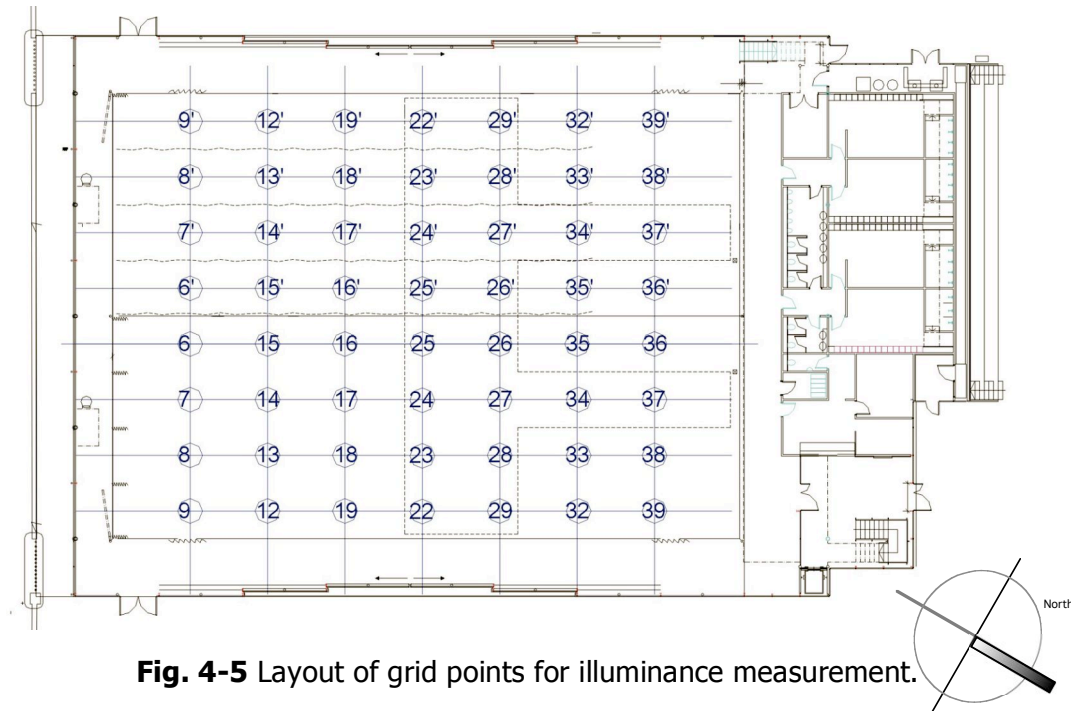 9' 12' 19' 22' 29' 32' 39'
8' 13' 18' 23' 28' 33' 38'
7' 14' 17' 24' 27' 34' 37'
6' 15' 16' 25' 26' 35' 36'
6 15 16 25 26 35 36
7 14 17 24 27 34 37
8 13 18 23 28 33 38
9 12 19 22 29 32 39
North
Fig. 4-5 Layout of grid points for illuminance measurement.